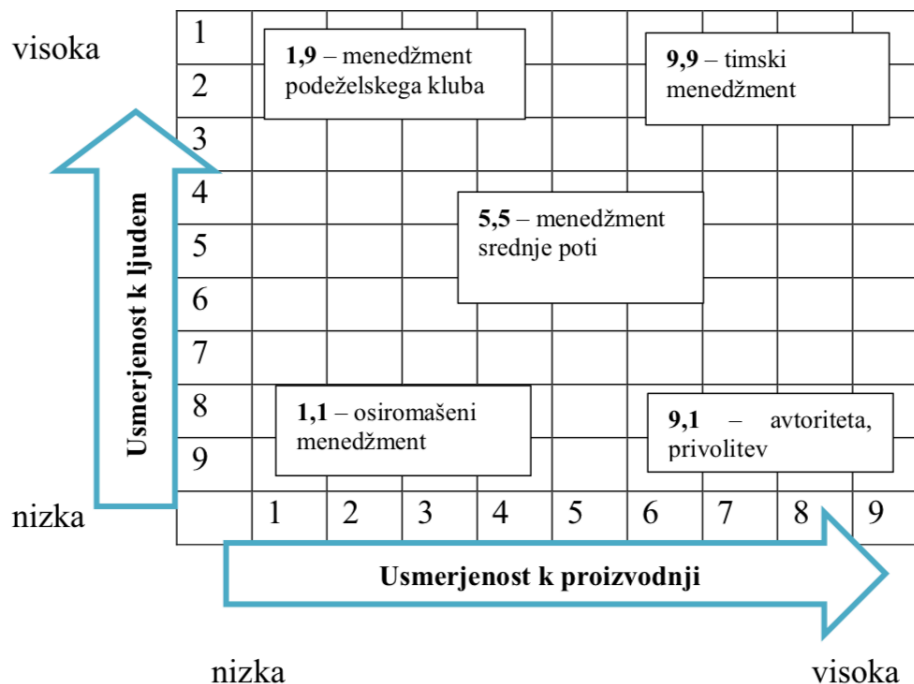 visoka
1
1,9 – menedžment
podeželskega kluba
9,9 – timski
menedžment
2
3
4
5,5 – menedžment
srednje poti
5
6
7
8
1,1 – osiromašeni
menedžment
9,1 – avtoriteta,
privolitev
9
Usmerjenost k ljudem
nizka
1 2 3 4 5 6 7 8 9
Usmerjenost k proizvodnji
nizka visoka